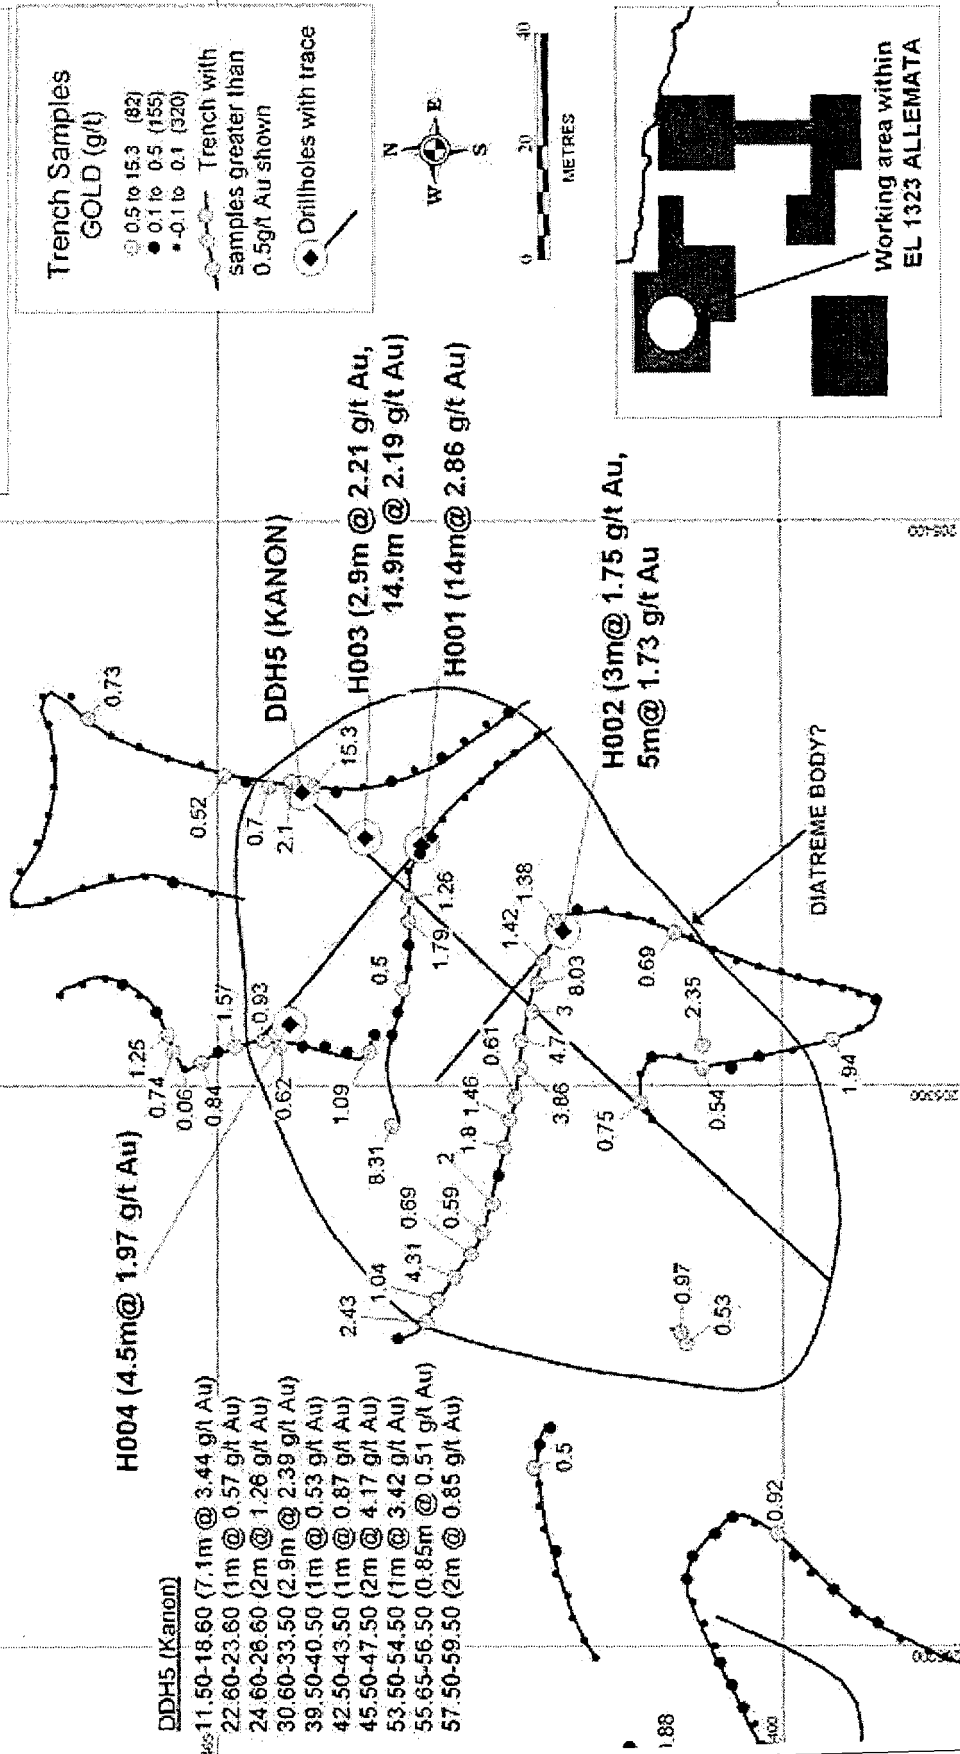 Trench Samples
GOLD (g/t)
0.5 to 15.3 (82)
0.1 to 0.5 (155)
-0.1 to 0.1 (320)
Trench with
samples greater than
0.5g/t Au shown
Drillholes with trace
N
W
E
S
0
20
40
METRES
Working area within
EL 1323 ALLEMATA
DDH5 (KANON)
H003 (2.9m @ 2.21 g/t Au,
14.9m @ 2.19 g/t Au)
H001 (14m@ 2.86 g/t Au)
H002 (3m@ 1.75 g/t Au,
5m@ 1.73 g/t Au
DIATREME BODY?
H004 (4.5m@ 1.97 g/t Au)
0.73
0.52
0.7
2.1
15.3
1.25
0.74
0.06
0.84
1.57
0.93
0.62
1.09
0.5
1.79
1.26
8.31
2.43
1.04
4.31
0.69
0.59
2
1.8
1.46
0.61
1.42
1.38
8.03
3
4.7
3.86
0.75
0.54
2.35
0.69
1.94
0.97
0.53
0.5
0.92
205400
DDH5 (Kanon)
11.50-18.60 (7.1m @ 3.44 g/t Au)
22.60-23.60 (1m @ 0.57 g/t Au)
24.60-26.60 (2m @ 1.26 g/t Au)
30.60-33.50 (2.9m @ 2.39 g/t Au)
39.50-40.50 (1m @ 0.53 g/t Au)
42.50-43.50 (1m @ 0.87 g/t Au)
45.50-47.50 (2m @ 4.17 g/t Au)
53.50-54.50 (1m @ 3.42 g/t Au)
55.65-56.50 (0.85m @ 0.51 g/t Au)
57.50-59.50 (2m @ 0.85 g/t Au)